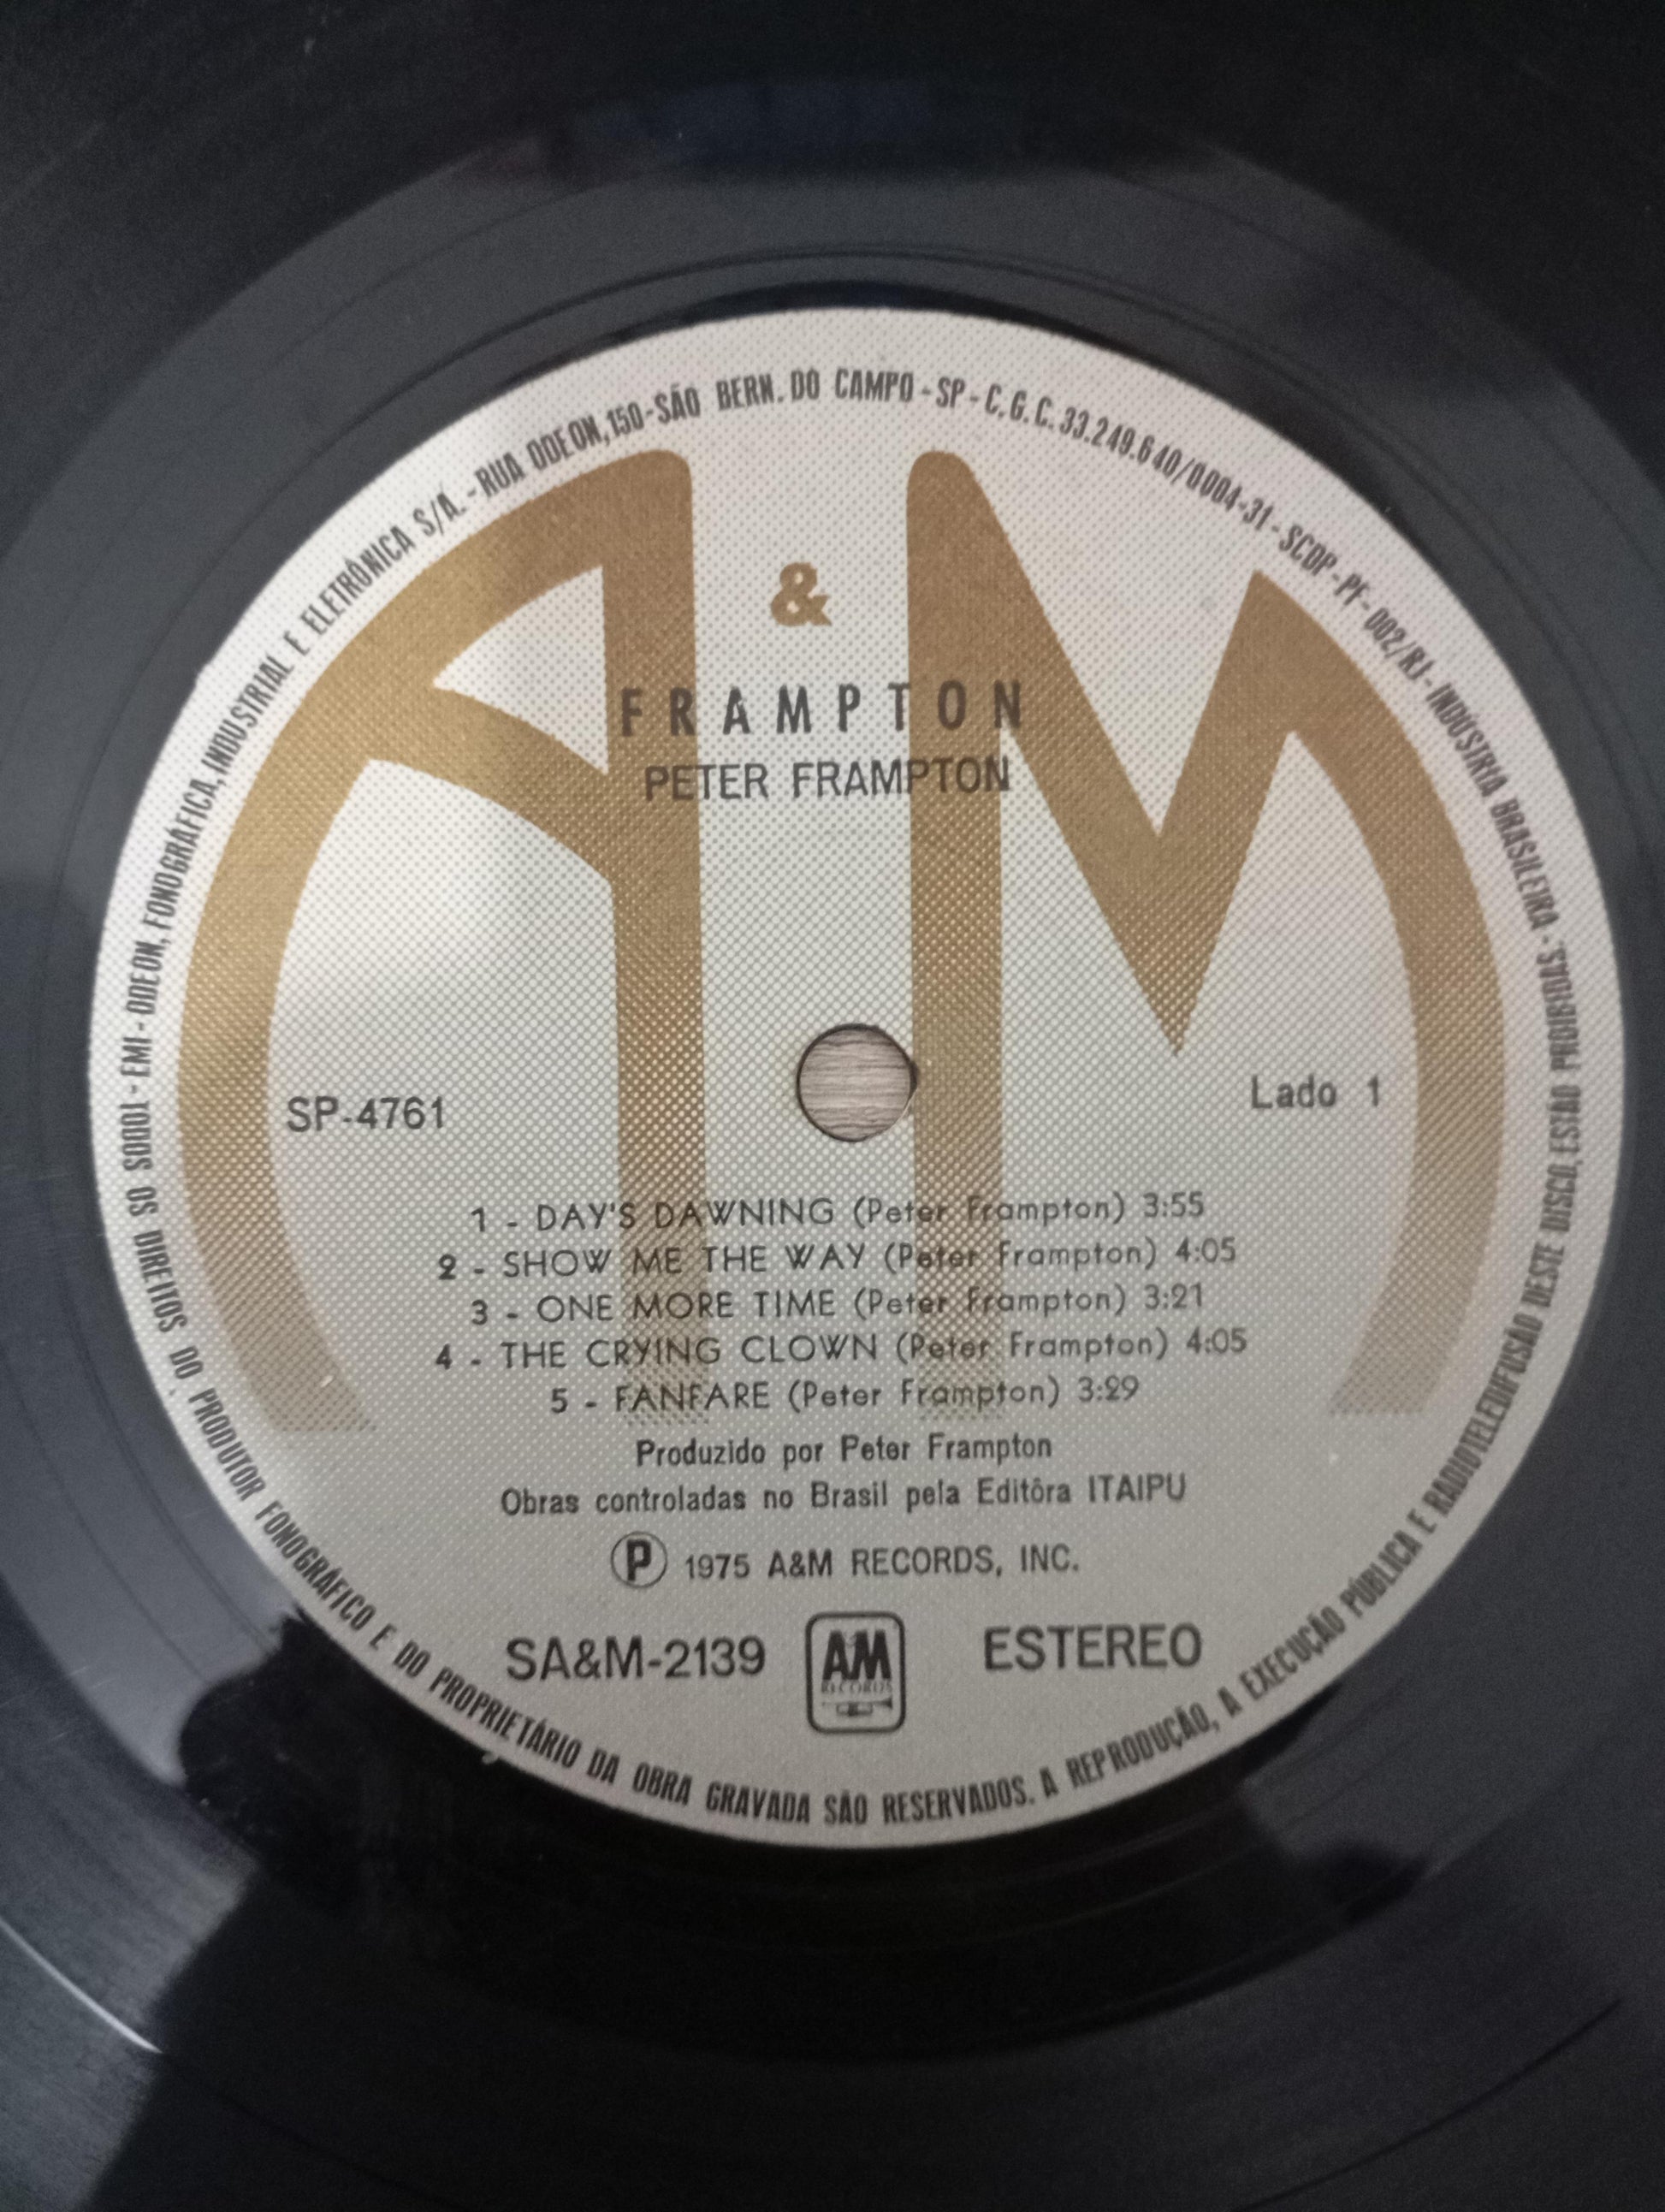 TODOS OS DIREITOS DO PRODUTOR FONOGRÁFICO E DO PROPRIETÁRIO DA OBRA GRAVADA SÃO RESERVADOS. A REPRODUÇÃO, A EXECUÇÃO PÚBLICA E RADIOTELEDIFUSÃO DESTE DISCO, ESTÃO PROIBIDAS.
EMI - ODEON, FONOGRÁFICA, INDUSTRIAL E ELETRÔNICA S/A. - RUA ODEON, 150 - SÃO BERN. DO CAMPO - SP - C.G.C. 33.249.640/0004-31 - SCDP - PF - 002/RJ - INDÚSTRIA BRASILEIRA -
A & M
FRAMPTON
PETER FRAMPTON
SP-4761
Lado 1
1 - DAY'S DAWNING (Peter Frampton) 3:55
2 - SHOW ME THE WAY (Peter Frampton) 4:05
3 - ONE MORE TIME (Peter Frampton) 3:21
4 - THE CRYING CLOWN (Peter Frampton) 4:05
5 - FANFARE (Peter Frampton) 3:29
Produzido por Peter Frampton
Obras controladas no Brasil pela Editôra ITAIPU
Ⓟ 1975 A&M RECORDS, INC.
SA&M-2139
AM
RECORDS
ESTEREO